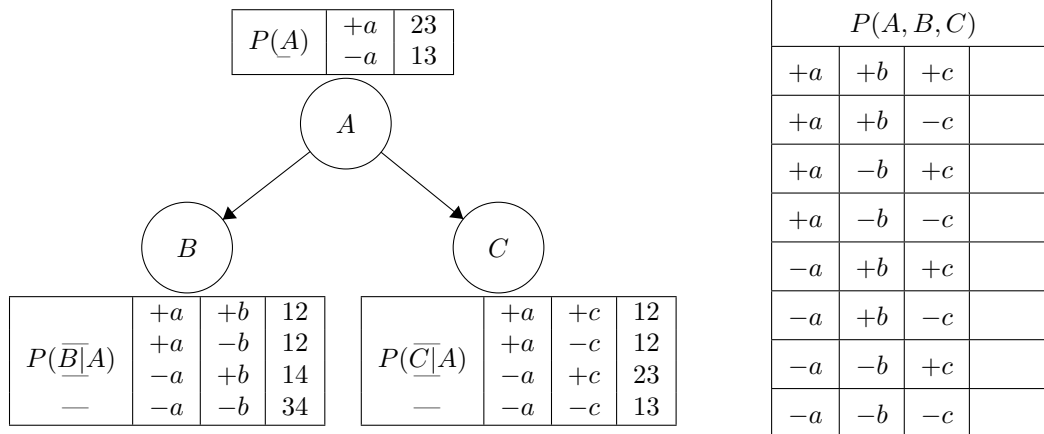 P(A) +a 23
-a 13
A
B
C
P(B|A) +a +b 12
+a −b 12
−a +b 14
−a −b 34
P(C|A) +a +c 12
+a −c 12
−a +c 23
−a −c 13
P(A, B, C)
+a +b +c
+a +b −c
+a −b +c
+a −b −c
−a +b +c
−a +b −c
−a −b +c
−a −b −c